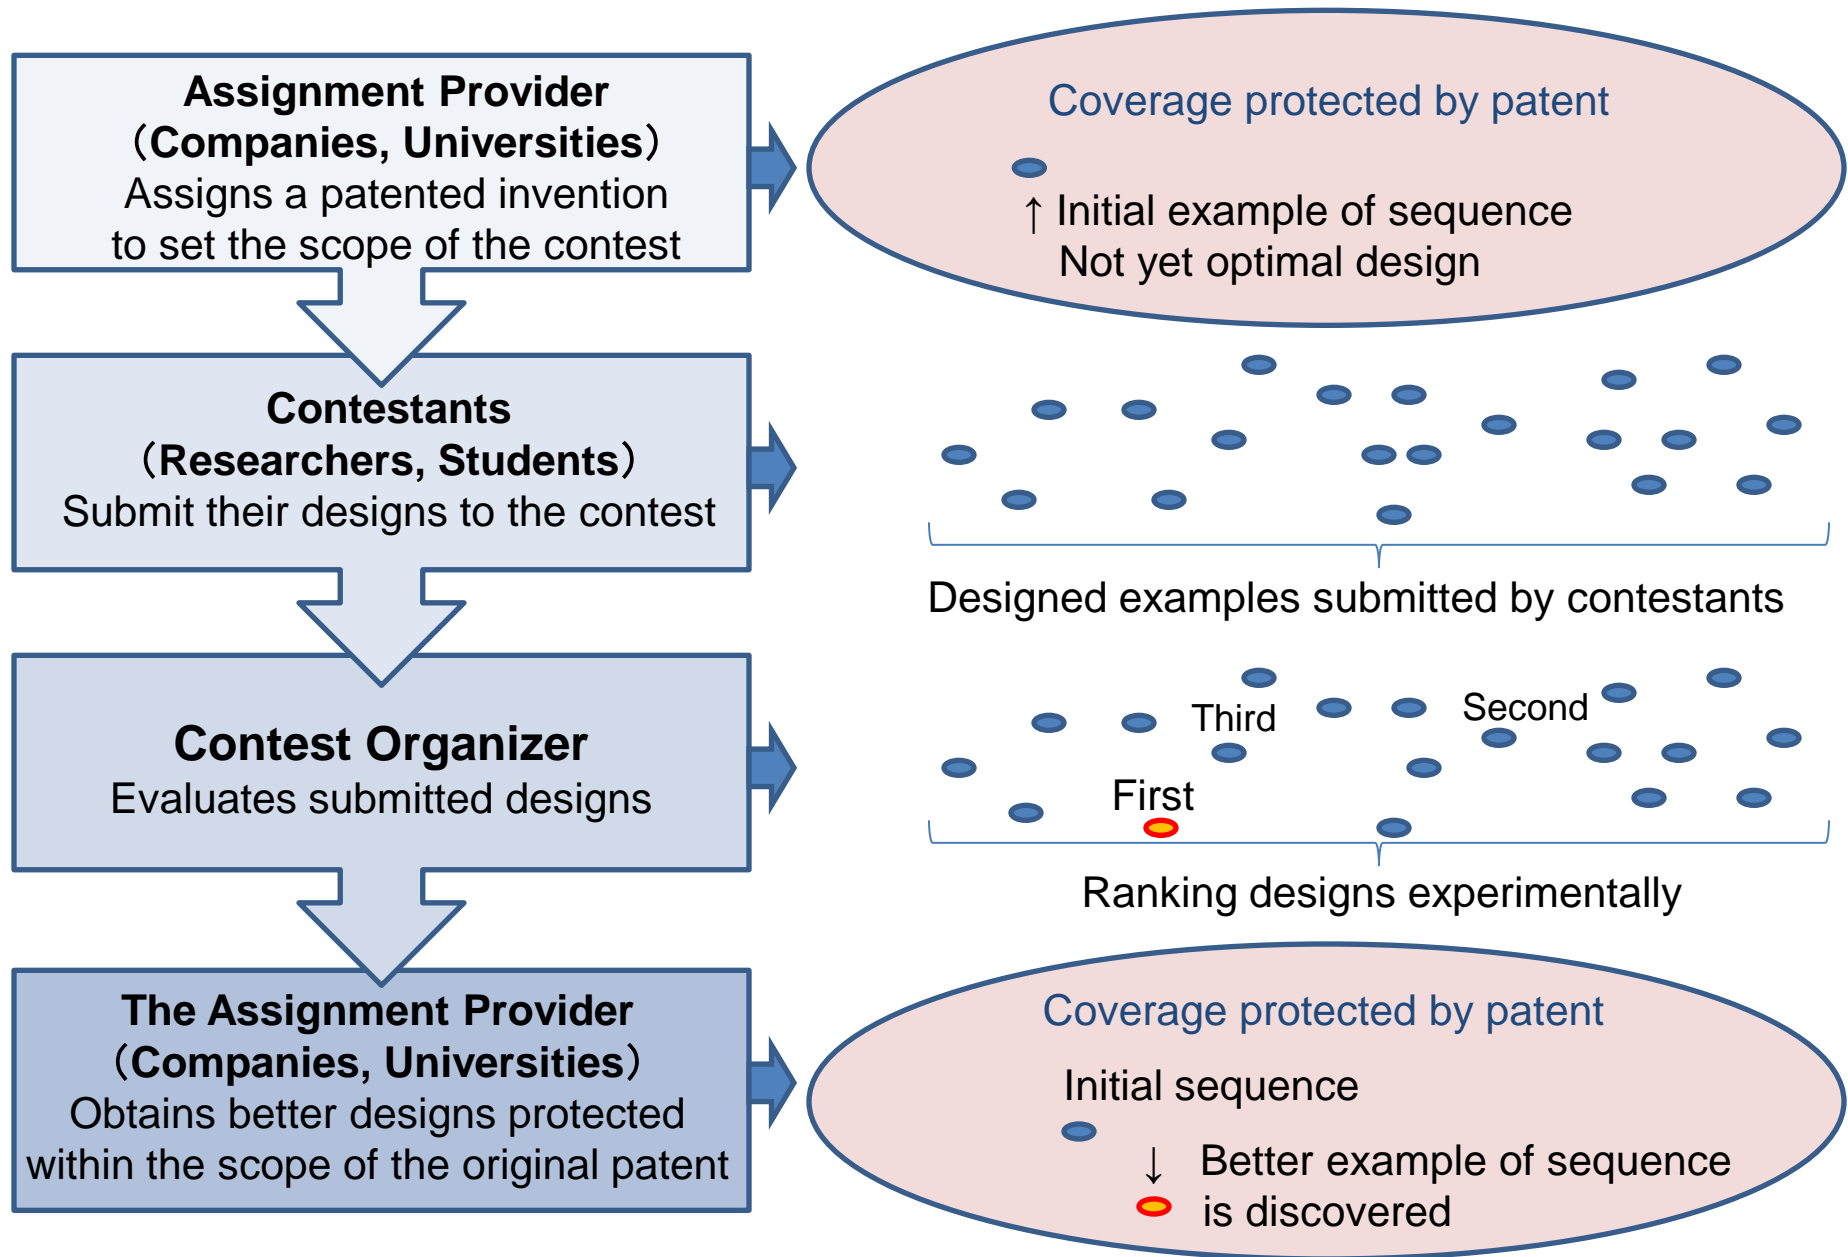 Assignment Provider
（Companies, Universities）
Assigns a patented invention
to set the scope of the contest
Coverage protected by patent
↑ Initial example of sequence
Not yet optimal design
Contestants
（Researchers, Students）
Submit their designs to the contest
Designed examples submitted by contestants
Contest Organizer
Evaluates submitted designs
Third
Second
First
Ranking designs experimentally
The Assignment Provider
（Companies, Universities）
Obtains better designs protected
within the scope of the original patent
Coverage protected by patent
Initial sequence
↓ Better example of sequence
is discovered